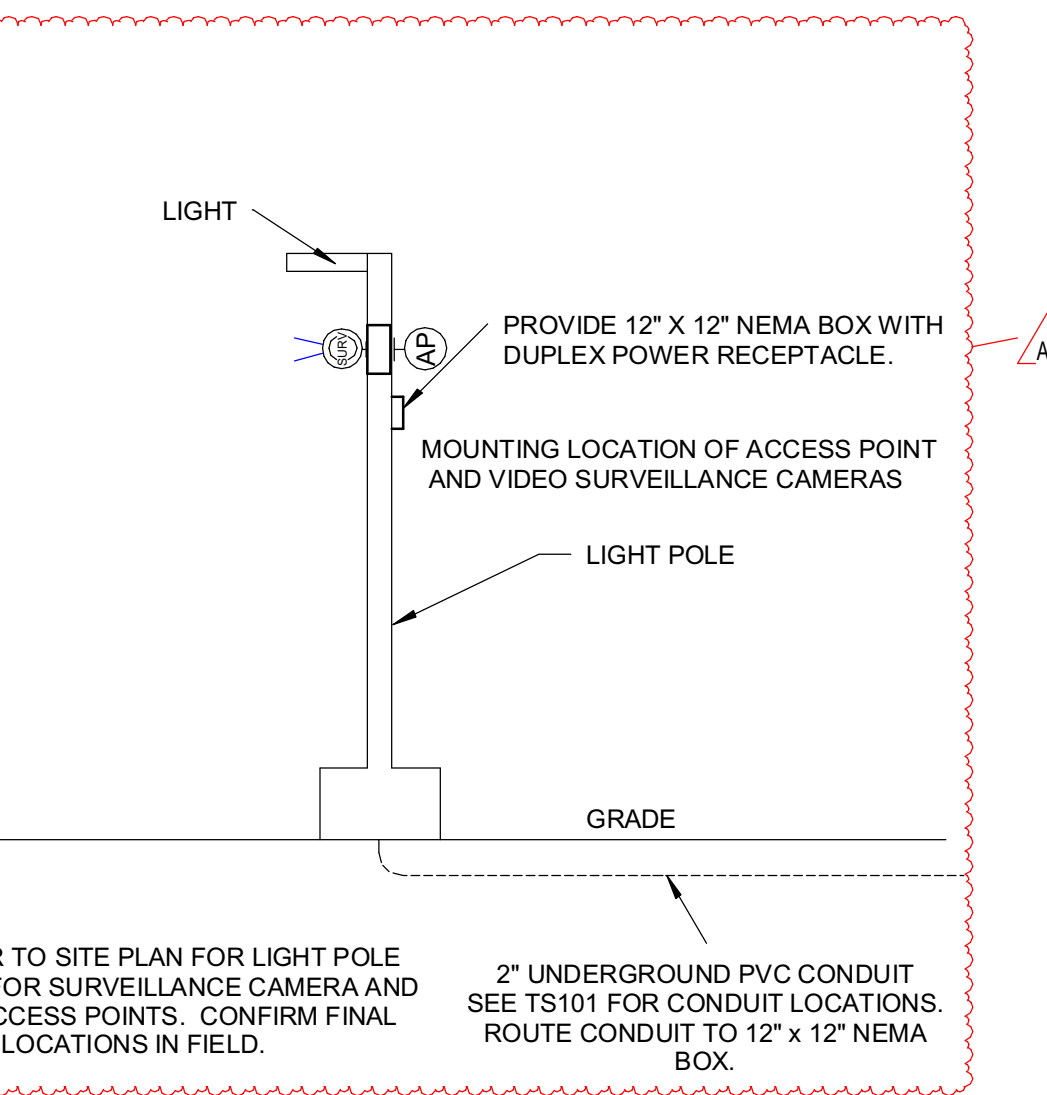 LIGHT
SURV
AP
PROVIDE 12" X 12" NEMA BOX WITH
DUPLEX POWER RECEPTACLE.
MOUNTING LOCATION OF ACCESS POINT
AND VIDEO SURVEILLANCE CAMERAS
LIGHT POLE
GRADE
TO SITE PLAN FOR LIGHT POLE
FOR SURVEILLANCE CAMERA AND
POINTS. CONFIRM FINAL
LOCATIONS IN FIELD.
2" UNDERGROUND PVC CONDUIT
SEE TS101 FOR CONDUIT LOCATIONS.
ROUTE CONDUIT TO 12" x 12" NEMA
BOX.